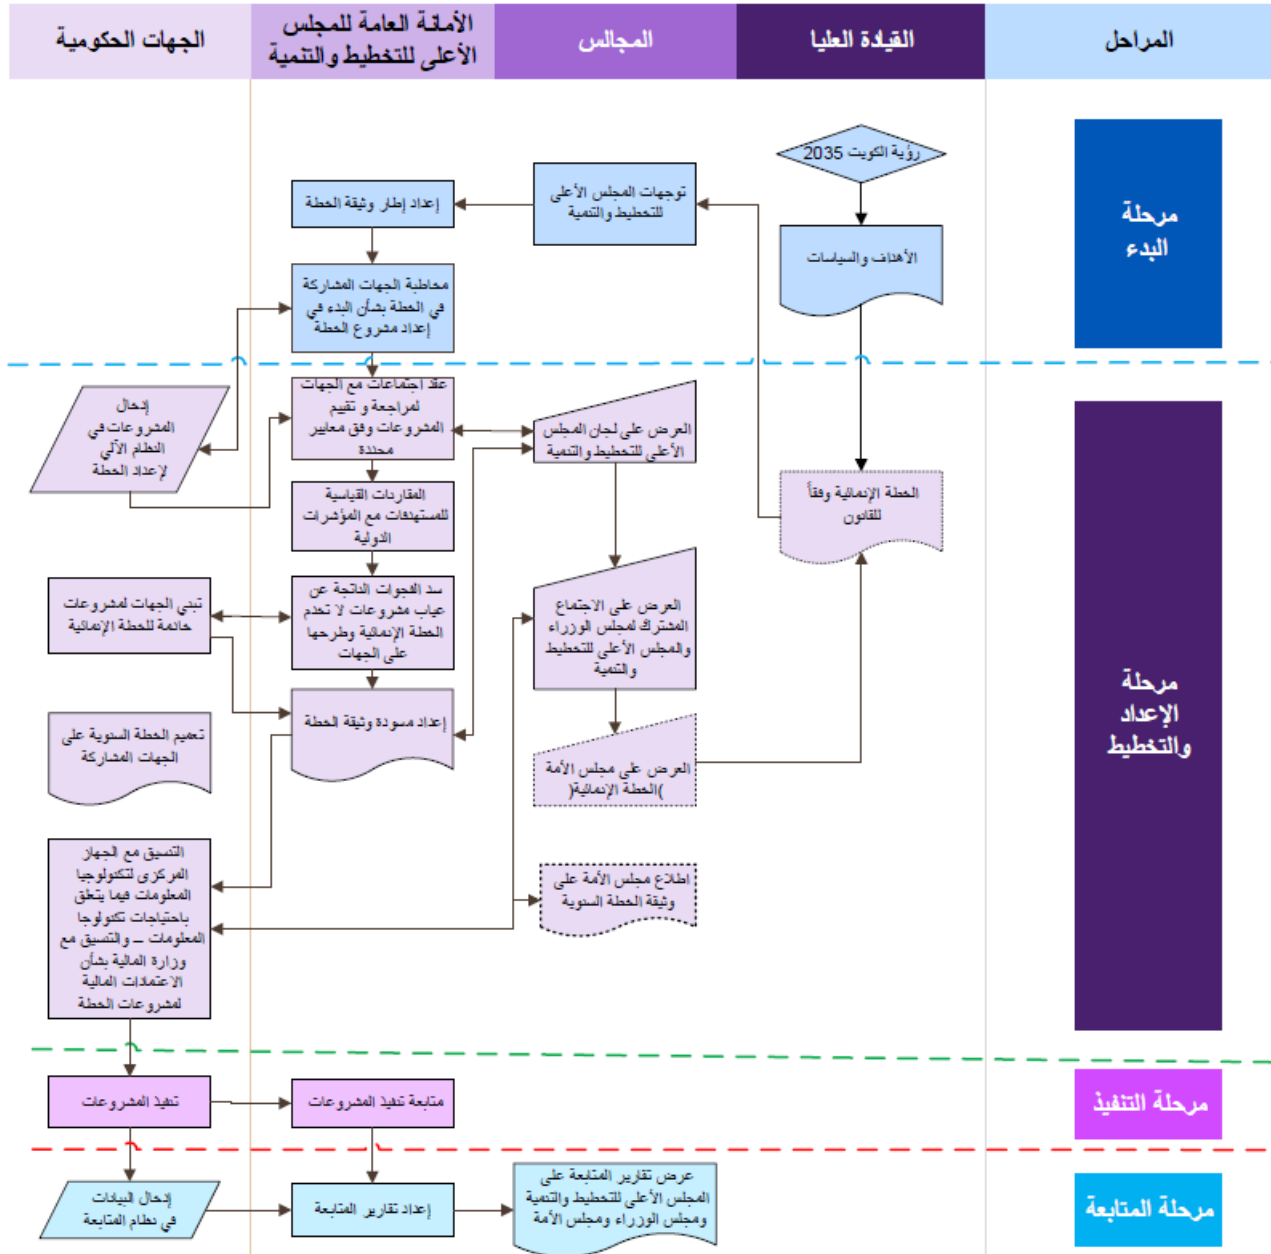 المراحل
القيادة العليا
المجالس
الأمانة العامة للمجلس
الأعلى للتخطيط والتنمية
الجهات الحكومية
مرحلة
البدء
رؤية الكويت 2035
الأهداف والسياسات
توجهات المجلس الأعلى
للتخطيط والتنمية
إعداد إطار وثيقة الخطة
مخاطبة الجهات المشاركة
في الخطة بشأن البدء في
إعداد مشروع الخطة
مرحلة
الإعداد
والتخطيط
الخطة الإنمائية وفقاً
للقانون
العرض على لجان المجلس
الأعلى للتخطيط والتنمية
العرض على الاجتماع
المشترك لمجلس الوزراء
والمجلس الأعلى للتخطيط
والتنمية
العرض على مجلس الأمة
)الخطة الإنمائية(
اطلاع مجلس الأمة على
وثيقة الخطة السنوية
عقد اجتماعات مع الجهات
لمراجعة و تقييم
المشروعات وفق معايير
محددة
المقارنات القياسية
للمستهدفات مع المؤشرات
الدولية
سد الفجوات الناتجة عن
غياب مشروعات لا تخدم
الخطة الإنمائية وطرحها
على الجهات
إعداد مسودة وثيقة الخطة
إدخال
المشروعات في
النظام الآلي
لإعداد الخطة
تبني الجهات لمشروعات
خادمة للخطة الإنمائية
تعميم الخطة السنوية على
الجهات المشاركة
التنسيق مع الجهاز
المركزى لتكنولوجيا
المعلومات فيما يتعلق
باحتياجات تكنولوجا
المعلومات – والتنسيق مع
وزارة المالية بشأن
الاعتمادات المالية
لمشروعات الخطة
مرحلة التنفيذ
متابعة تنفيذ المشروعات
تنفيذ المشروعات
مرحلة المتابعة
عرض تقارير المتابعة على
المجلس الأعلى للتخطيط والتنمية
ومجلس الوزراء ومجلس الأمة
إعداد تقارير المتابعة
إدخال البيانات
في نظام المتابعة